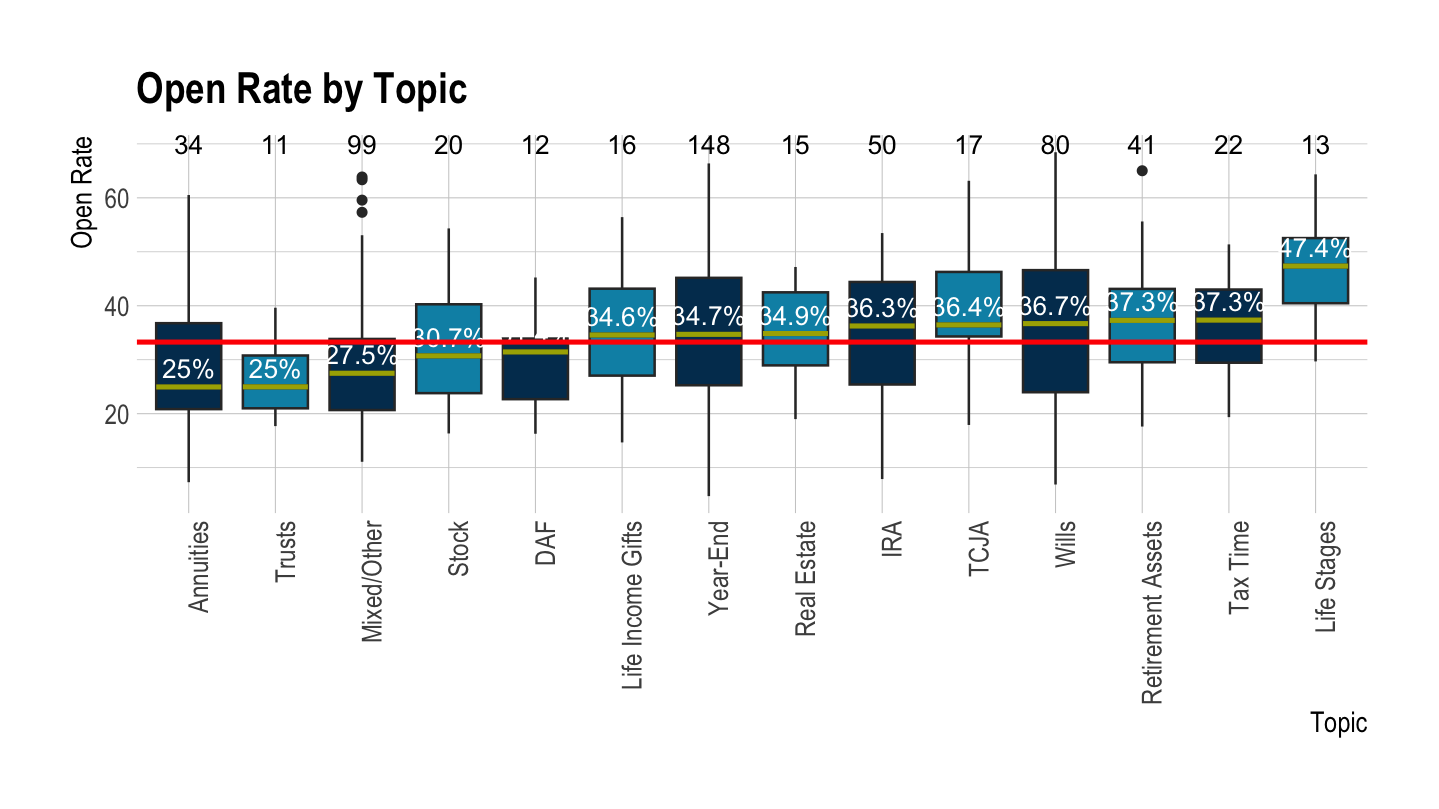 Open Rate by Topic
34 11 99 20 12 16 148 15 50 17 80 41 22 13
Open Rate
60
40
20
47.4%
25% 25% 27.5% 30.7% 34.6% 34.7% 34.9% 36.3% 36.4% 36.7% 37.3% 37.3%
Annuities
Trusts
Mixed/Other
Stock
DAF
Life Income Gifts
Year-End
Real Estate
IRA
TCJA
Wills
Retirement Assets
Tax Time
Life Stages
Topic